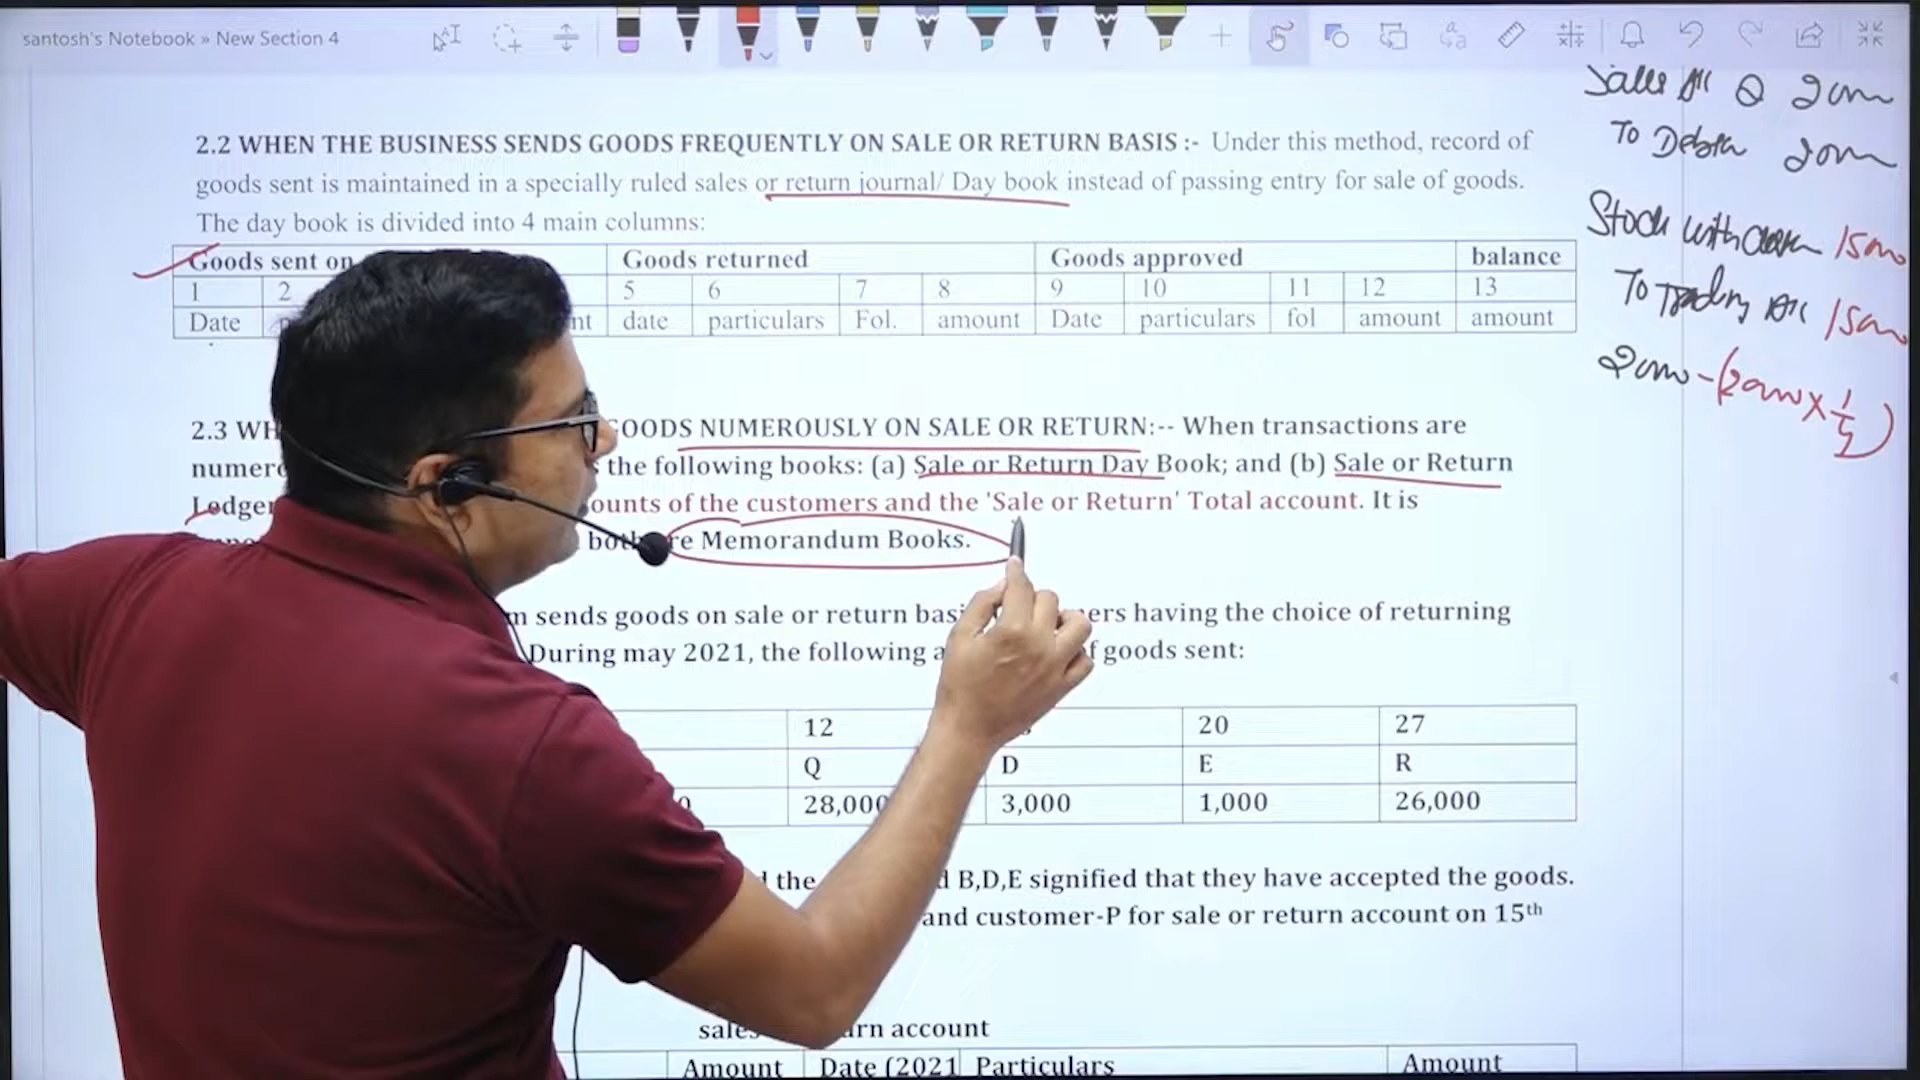 santosh's Notebook » New Section 4
Sales A/c
To
2.2 WHEN THE BUSINESS SENDS GOODS FREQUENTLY ON SALE OR RETURN BASIS :- Under this method, record of
goods sent is maintained in a specially ruled sales or return journal/ Day book instead of passing entry for sale of goods.
The day book is divided into 4 main columns:
Goods sent on Goods returned Goods approved balance
1 2 5 6 7 8 9 10 11 12 13
Date nt date particulars Fol. amount Date particulars fol amount amount
Stock with
To Trading A/c
2.3 WH GOODS NUMEROUSLY ON SALE OR RETURN:-- When transactions are
numero the following books: (a) Sale or Return Day Book; and (b) Sale or Return
Ledger ounts of the customers and the 'Sale or Return' Total account. It is
both re Memorandum Books.
m sends goods on sale or return basi ers having the choice of returning
During may 2021, the following a f goods sent:
12 20 27
Q D E R
0 28,000 3,000 1,000 26,000
the B,D,E signified that they have accepted the goods.
and customer-P for sale or return account on 15th
sales rn account
Amount Date (2021 Particulars Amount